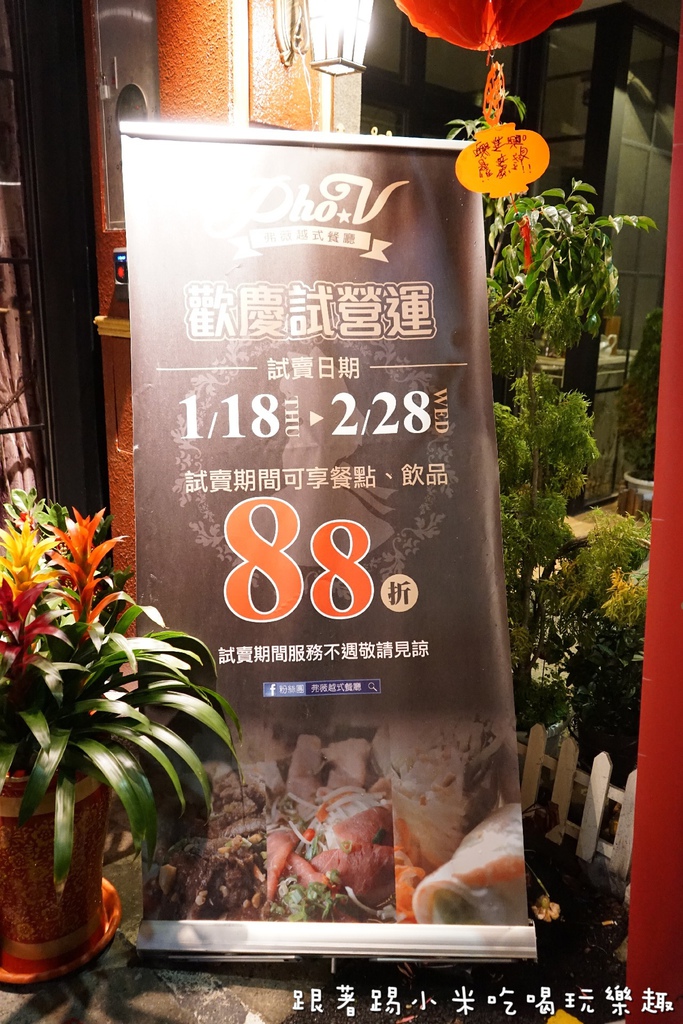 Pho★V
弗薇越式餐廳
歡慶試營運
試賣日期
1/18 THU ▸ 2/28 WED
試賣期間可享餐點、飲品
88折
試賣期間服務不週敬請見諒
f 粉絲團 弗薇越式餐廳
跟著踢小米吃喝玩樂趣